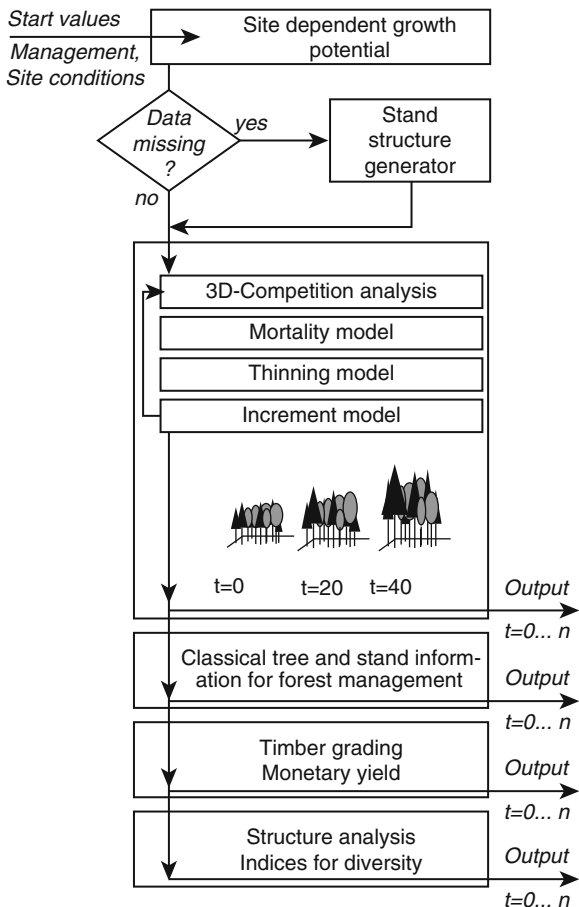 Start values
Management,
Site conditions
Site dependent growth
potential
Data
missing
?
yes
no
Stand
structure
generator
3D-Competition analysis
Mortality model
Thinning model
Increment model
t=0
t=20
t=40
Output
t=0... n
Classical tree and stand inform-
ation for forest management
Output
t=0... n
Timber grading
Monetary yield
Output
t=0... n
Structure analysis
Indices for diversity
Output
t=0... n